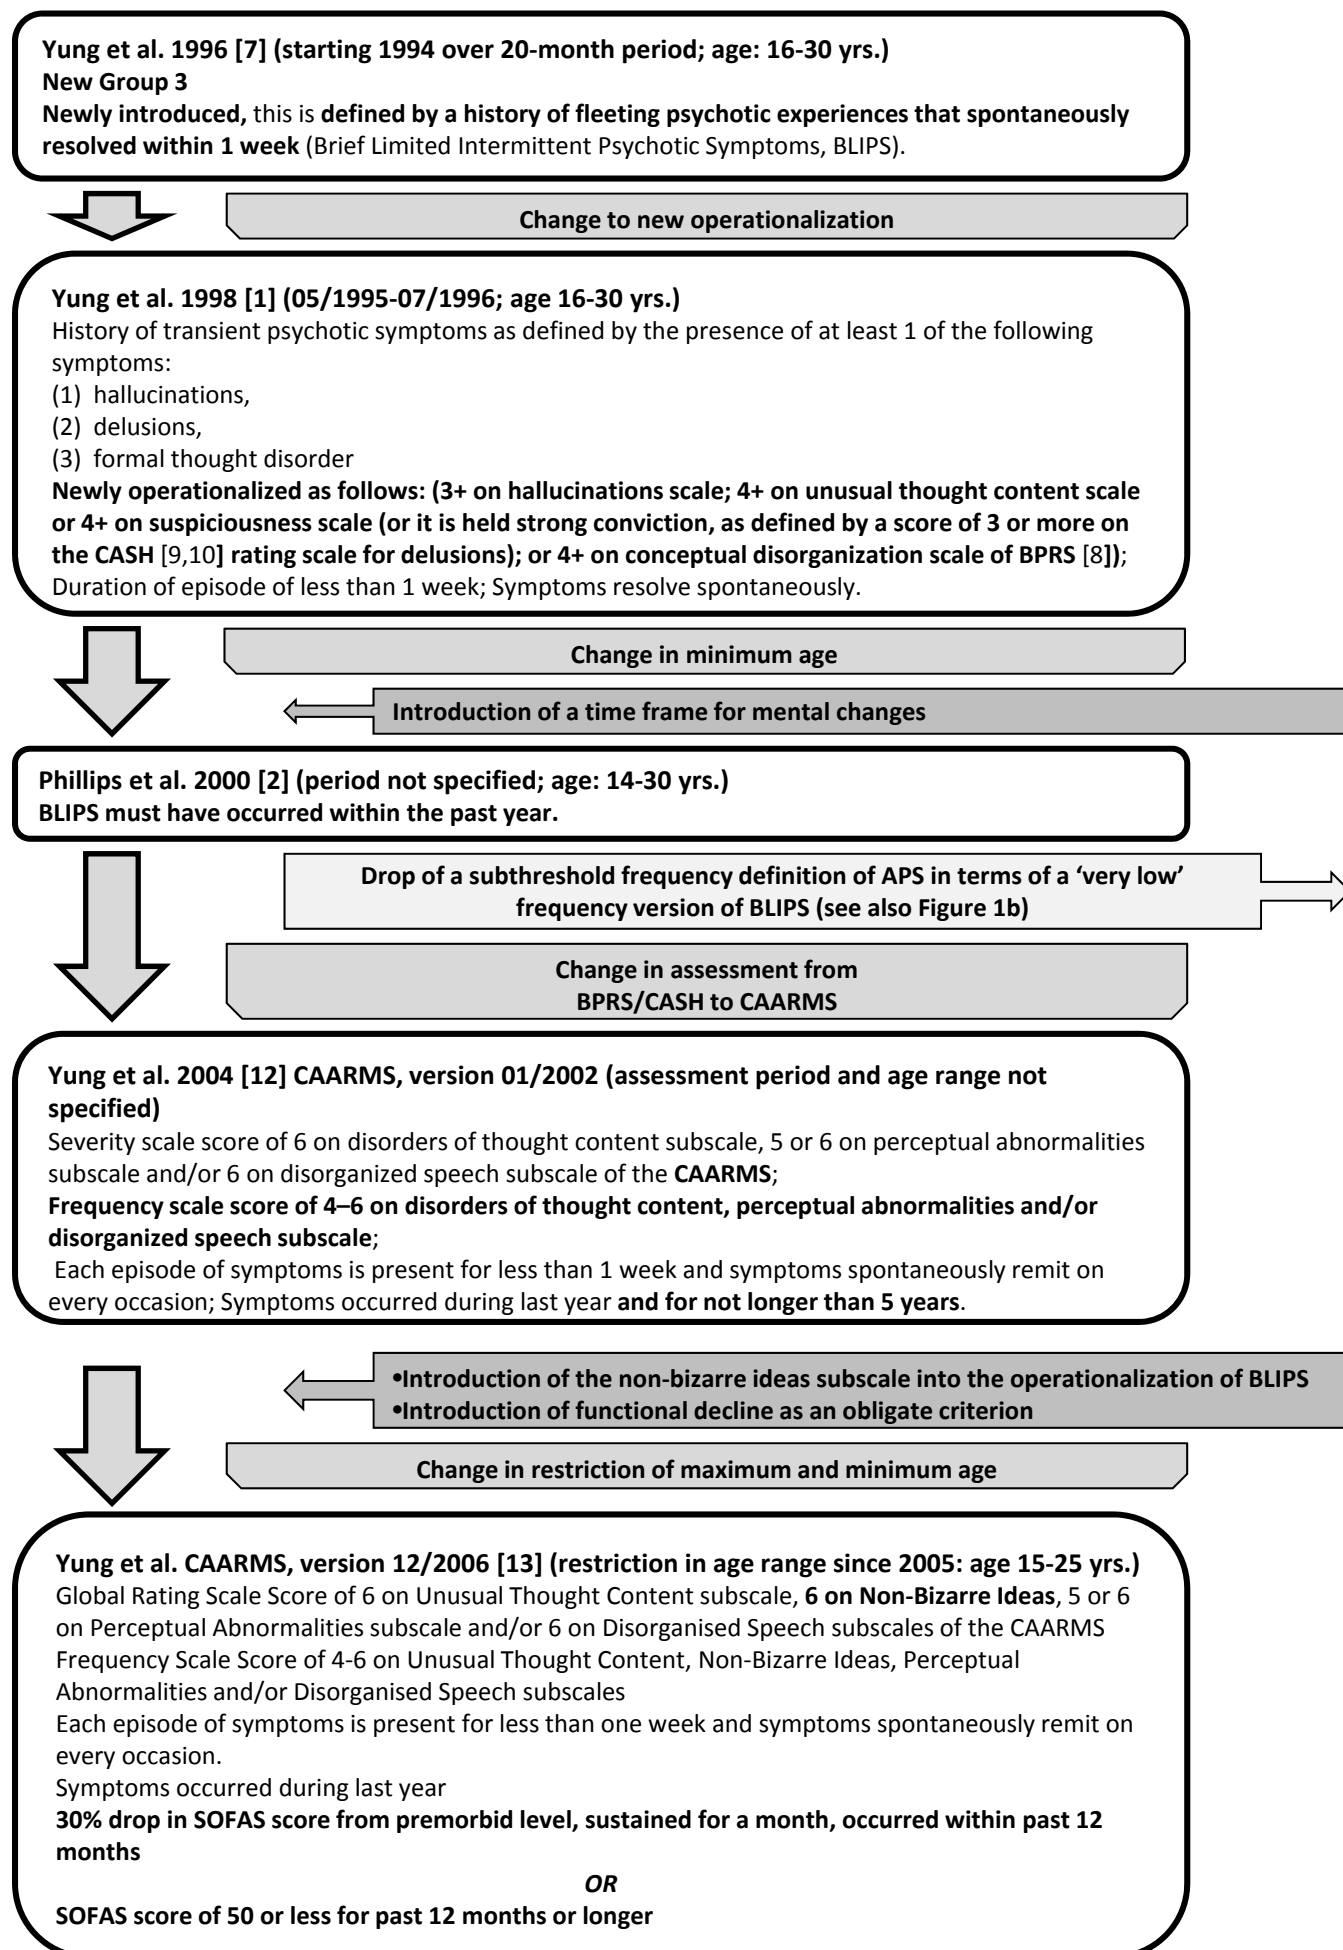 Yung et al. 1996 [7] (starting 1994 over 20-month period; age: 16-30 yrs.)
New Group 3
Newly introduced, this is defined by a history of fleeting psychotic experiences that spontaneously
resolved within 1 week (Brief Limited Intermittent Psychotic Symptoms, BLIPS).
Change to new operationalization
Yung et al. 1998 [1] (05/1995-07/1996; age 16-30 yrs.)
History of transient psychotic symptoms as defined by the presence of at least 1 of the following
symptoms:
(1) hallucinations,
(2) delusions,
(3) formal thought disorder
Newly operationalized as follows: (3+ on hallucinations scale; 4+ on unusual thought content scale
or 4+ on suspiciousness scale (or it is held strong conviction, as defined by a score of 3 or more on
the CASH [9,10] rating scale for delusions); or 4+ on conceptual disorganization scale of BPRS [8]);
Duration of episode of less than 1 week; Symptoms resolve spontaneously.
Change in minimum age
Introduction of a time frame for mental changes
Phillips et al. 2000 [2] (period not specified; age: 14-30 yrs.)
BLIPS must have occurred within the past year.
Drop of a subthreshold frequency definition of APS in terms of a ‘very low’
frequency version of BLIPS (see also Figure 1b)
Change in assessment from
BPRS/CASH to CAARMS
Yung et al. 2004 [12] CAARMS, version 01/2002 (assessment period and age range not
specified)
Severity scale score of 6 on disorders of thought content subscale, 5 or 6 on perceptual abnormalities
subscale and/or 6 on disorganized speech subscale of the CAARMS;
Frequency scale score of 4–6 on disorders of thought content, perceptual abnormalities and/or
disorganized speech subscale;
Each episode of symptoms is present for less than 1 week and symptoms spontaneously remit on
every occasion; Symptoms occurred during last year and for not longer than 5 years.
•Introduction of the non-bizarre ideas subscale into the operationalization of BLIPS
•Introduction of functional decline as an obligate criterion
Change in restriction of maximum and minimum age
Yung et al. CAARMS, version 12/2006 [13] (restriction in age range since 2005: age 15-25 yrs.)
Global Rating Scale Score of 6 on Unusual Thought Content subscale, 6 on Non-Bizarre Ideas, 5 or 6
on Perceptual Abnormalities subscale and/or 6 on Disorganised Speech subscales of the CAARMS
Frequency Scale Score of 4-6 on Unusual Thought Content, Non-Bizarre Ideas, Perceptual
Abnormalities and/or Disorganised Speech subscales
Each episode of symptoms is present for less than one week and symptoms spontaneously remit on
every occasion.
Symptoms occurred during last year
30% drop in SOFAS score from premorbid level, sustained for a month, occurred within past 12
months
OR
SOFAS score of 50 or less for past 12 months or longer